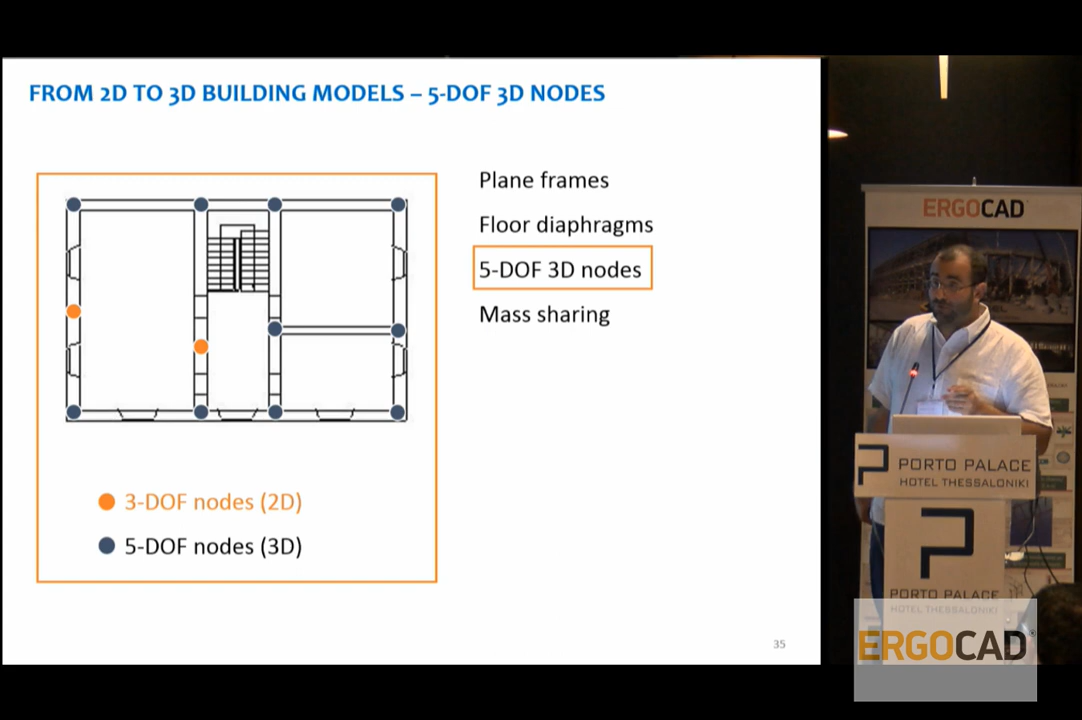 FROM 2D TO 3D BUILDING MODELS – 5-DOF 3D NODES
Plane frames
Floor diaphragms
5-DOF 3D nodes
Mass sharing
3-DOF nodes (2D)
5-DOF nodes (3D)
35
ERGOCAD
PORTO PALACE
HOTEL THESSALONIKI
PORTO PALACE
HOTEL THESSALONIKI
ERGOCAD®